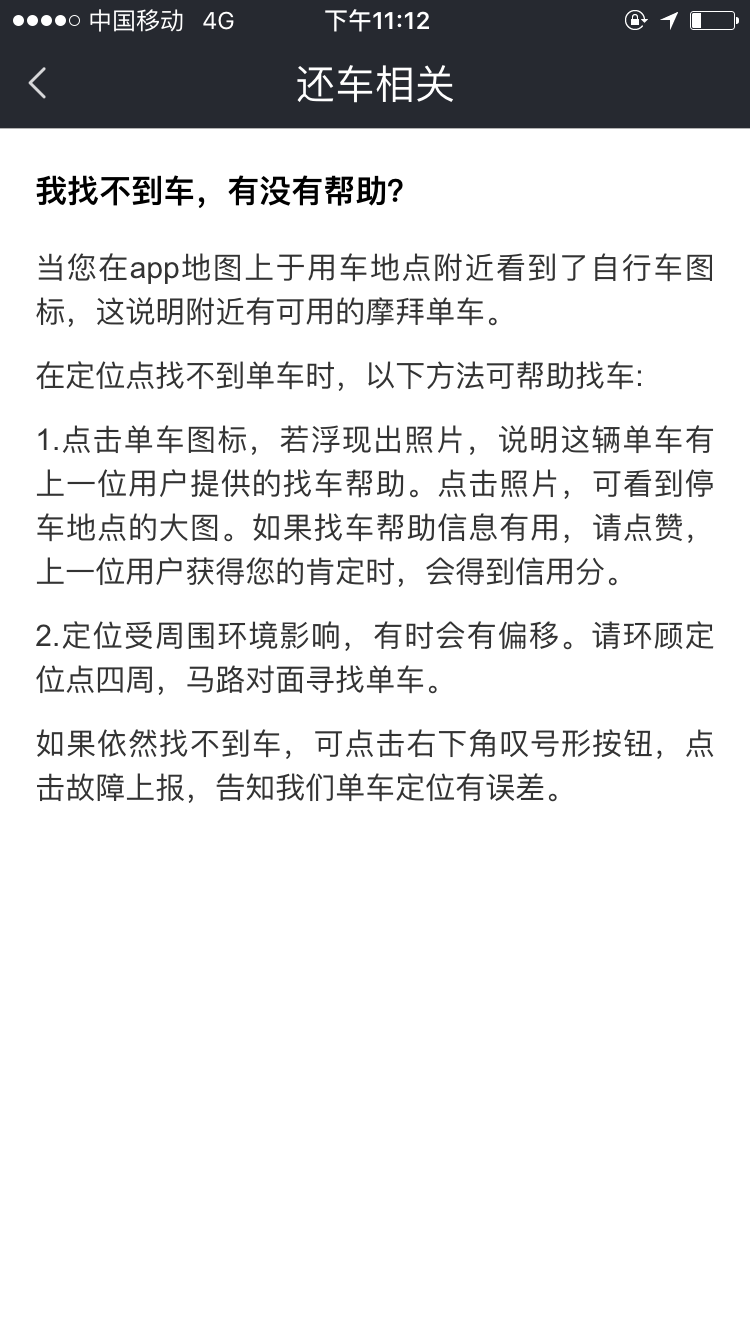 中国移动 4G 下午11:12
还车相关
我找不到车，有没有帮助？
当您在app地图上于用车地点附近看到了自行车图
标，这说明附近有可用的摩拜单车。
在定位点找不到单车时，以下方法可帮助找车:
1.点击单车图标，若浮现出照片，说明这辆单车有
上一位用户提供的找车帮助。点击照片，可看到停
车地点的大图。如果找车帮助信息有用，请点赞，
上一位用户获得您的肯定时，会得到信用分。
2.定位受周围环境影响，有时会有偏移。请环顾定
位点四周，马路对面寻找单车。
如果依然找不到车，可点击右下角叹号形按钮，点
击故障上报，告知我们单车定位有误差。